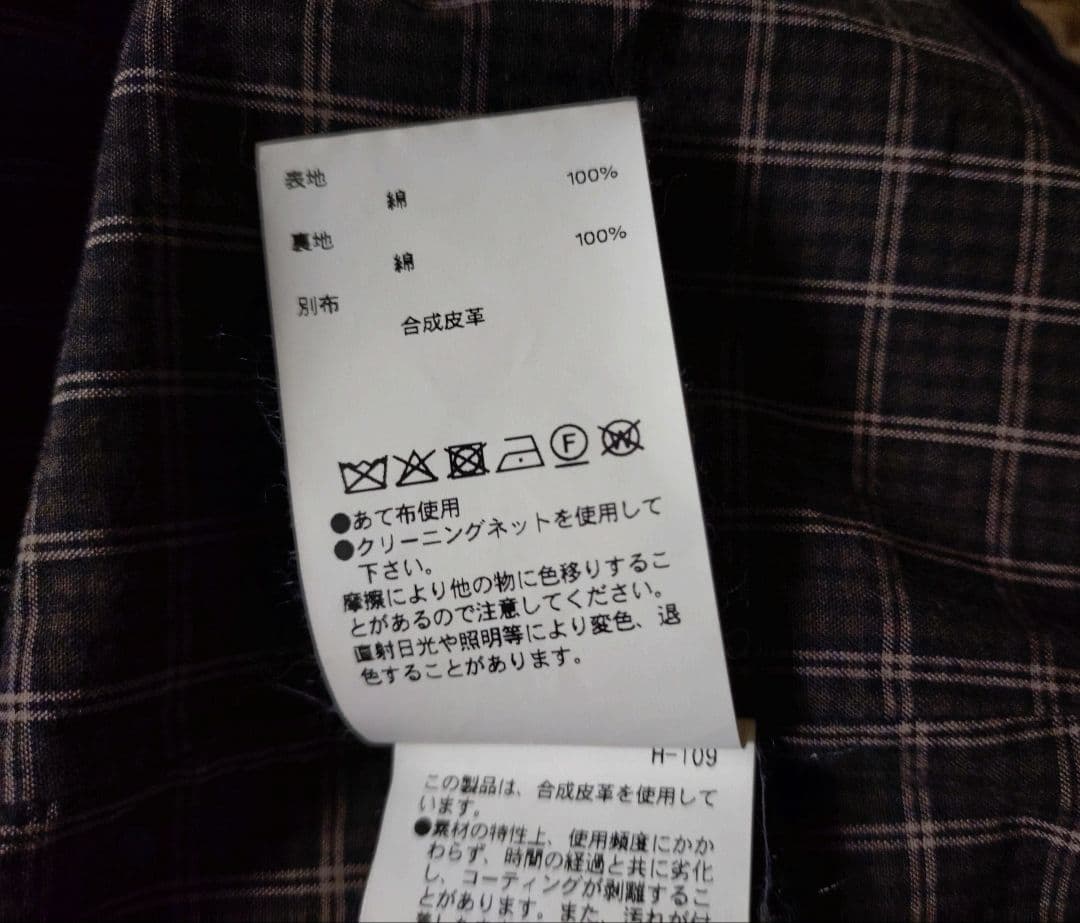 表地
綿 100%
裏地
綿 100%
別布
合成皮革
F W
●あて布使用
●クリーニングネットを使用して
下さい。
摩擦により他の物に色移りするこ
とがあるので注意してください。
直射日光や照明等により変色、退
色することがあります。
H-109
この製品は、合成皮革を使用して
います。
●素材の特性上、使用頻度にかか
わらず、時間の経過と共に劣化
し、コーティングが剥離するこ
とがあります。また、汚れが付